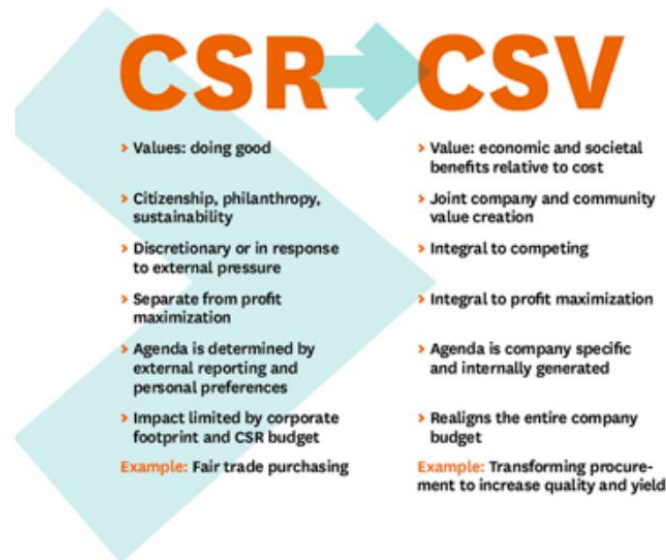 CSR CSV
> Values: doing good
> Citizenship, philanthropy,
sustainability
> Discretionary or in response
to external pressure
> Separate from profit
maximization
> Agenda is determined by
external reporting and
personal preferences
> Impact limited by corporate
footprint and CSR budget
Example: Fair trade purchasing
> Value: economic and societal
benefits relative to cost
> Joint company and community
value creation
> Integral to competing
> Integral to profit maximization
> Agenda is company specific
and internally generated
> Realigns the entire company
budget
Example: Transforming procure-
ment to increase quality and yield